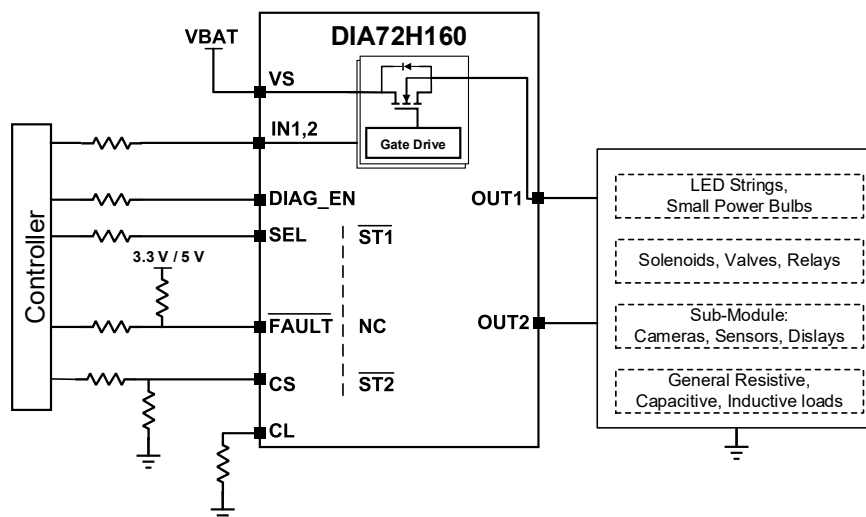 DIA72H160
VBAT
VS
IN1,2
Gate Drive
Controller
DIAG_EN
OUT1
SEL
ST1
3.3 V / 5 V
FAULT
NC
OUT2
CS
ST2
CL
LED Strings,
Small Power Bulbs
Solenoids, Valves, Relays
Sub-Module:
Cameras, Sensors, Dislays
General Resistive,
Capacitive, Inductive loads